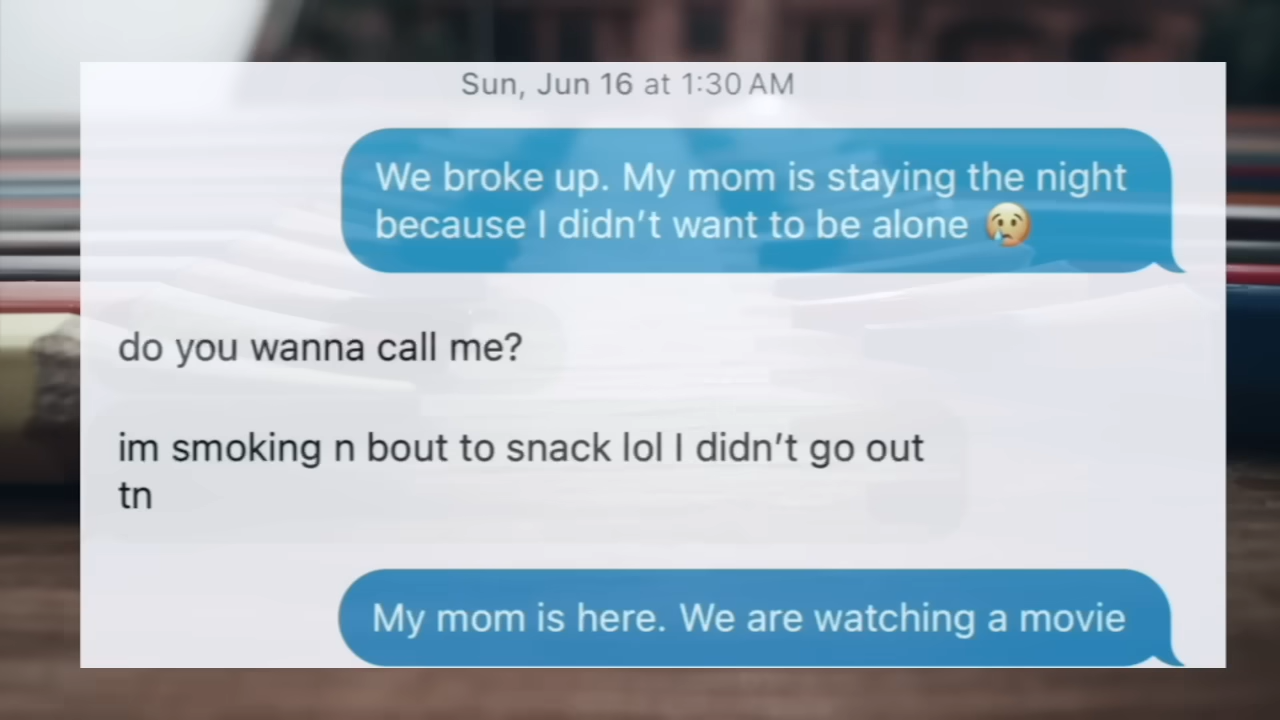 Sun, Jun 16 at 1:30 AM
We broke up. My mom is staying the night
because I didn’t want to be alone 😢
do you wanna call me?
im smoking n bout to snack lol I didn’t go out
tn
My mom is here. We are watching a movie